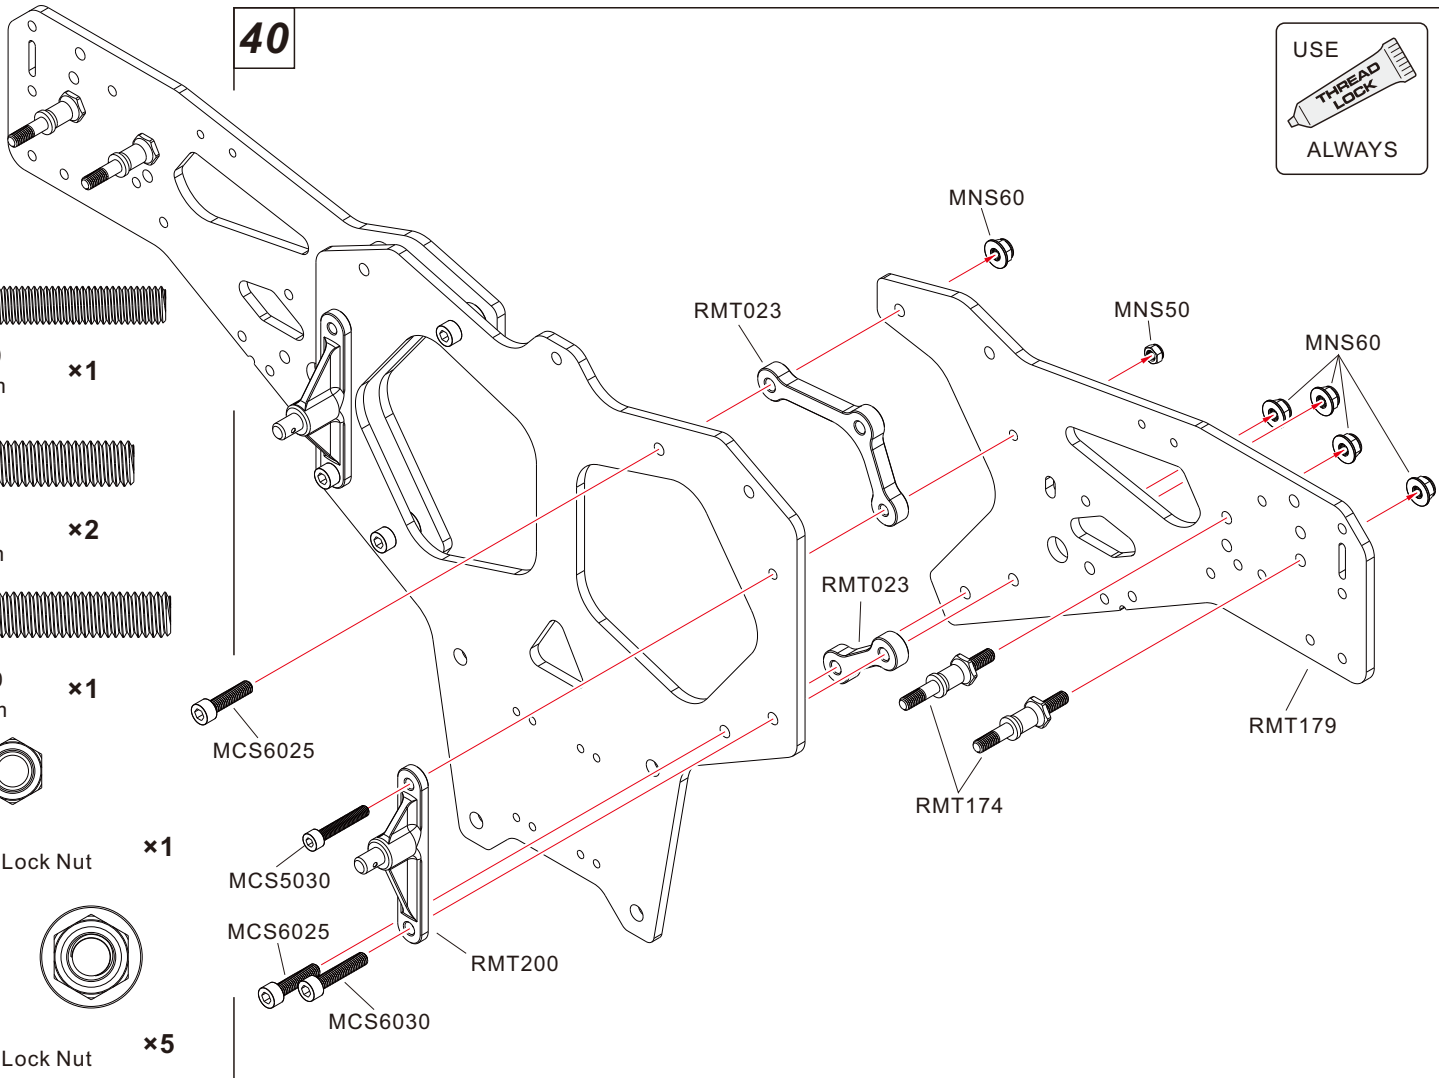 40
USE
THREAD
LOCK
ALWAYS
MNS60
RMT023
MNS50
MNS60
×1
×2
RMT023
×1
MCS6025
RMT179
RMT174
Lock Nut ×1
MCS5030
MCS6025
RMT200
MCS6030
Lock Nut ×5